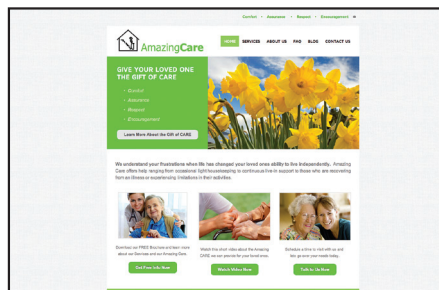 Comfort • Assurance • Respect • Encouragement
AmazingCare
HOME SERVICES ABOUT US FAQ BLOG CONTACT US
GIVE YOUR LOVED ONE
THE GIFT OF CARE
• Comfort
• Assurance
• Respect
• Encouragement
Learn More About the Gift of CARE
We understand your frustrations when life has changed your loved ones ability to live independently. Amazing
Care offers help ranging from occasional light housekeeping to continuous live in support to those who are recovering
from an illness or experiencing limitations in their activities.
Download our FREE Brochure and learn more
about our Services and our Amazing Care.
Get Free Info Now
Watch this short video about the Amazing
CARE we can provide for your loved ones.
Watch Video Now
Schedule a time to visit with us and
lets go over your needs today.
Talk to Us Now